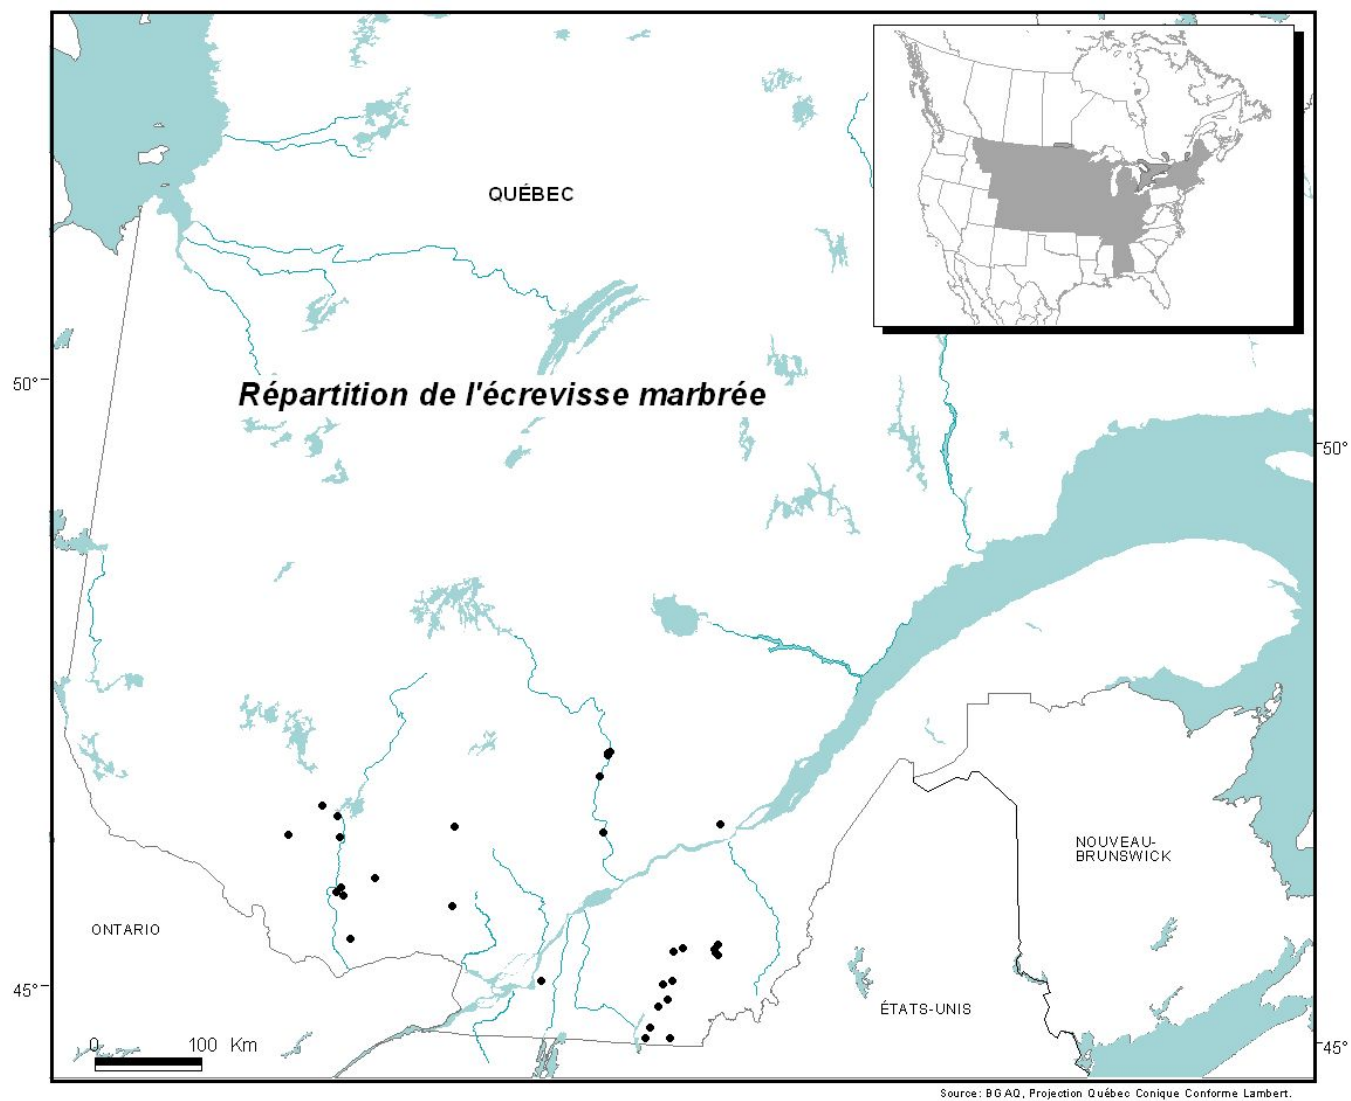 QUÉBEC
50°
Répartition de l'écrevisse marbrée
50°
NOUVEAU-
BRUNSWICK
ONTARIO
45°
ÉTATS-UNIS
0 100 Km
45°
Source: BGAQ, Projection Québec Conique Conforme Lambert.